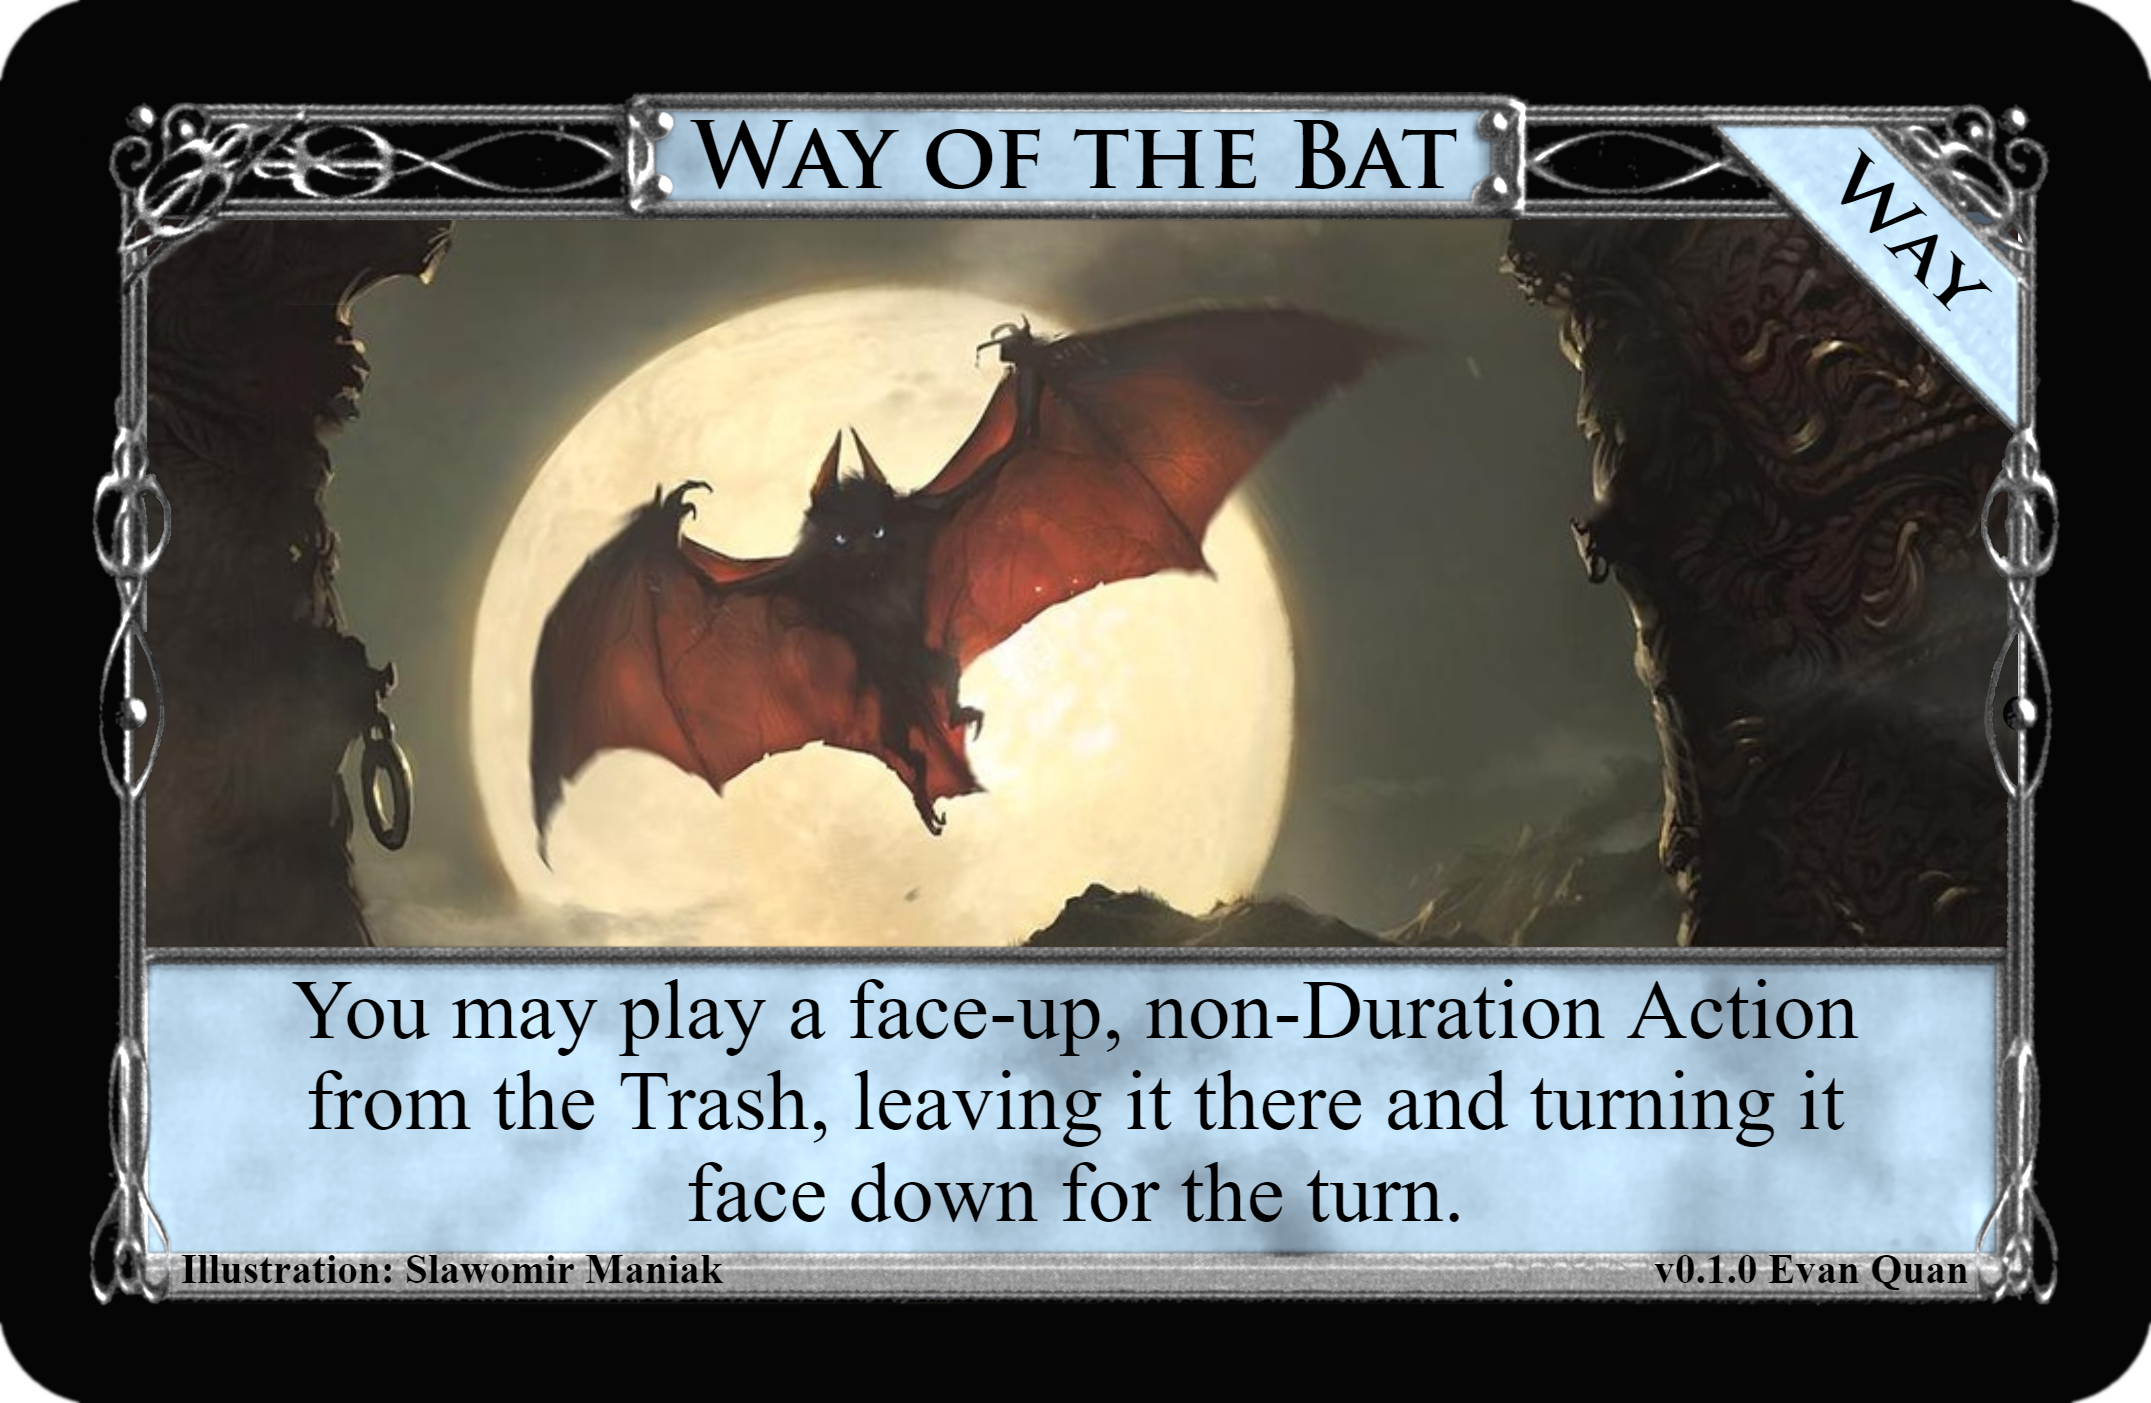 Way of the Bat
Way
You may play a face-up, non-Duration Action
from the Trash, leaving it there and turning it
face down for the turn.
Illustration: Slawomir Maniak
v0.1.0 Evan Quan